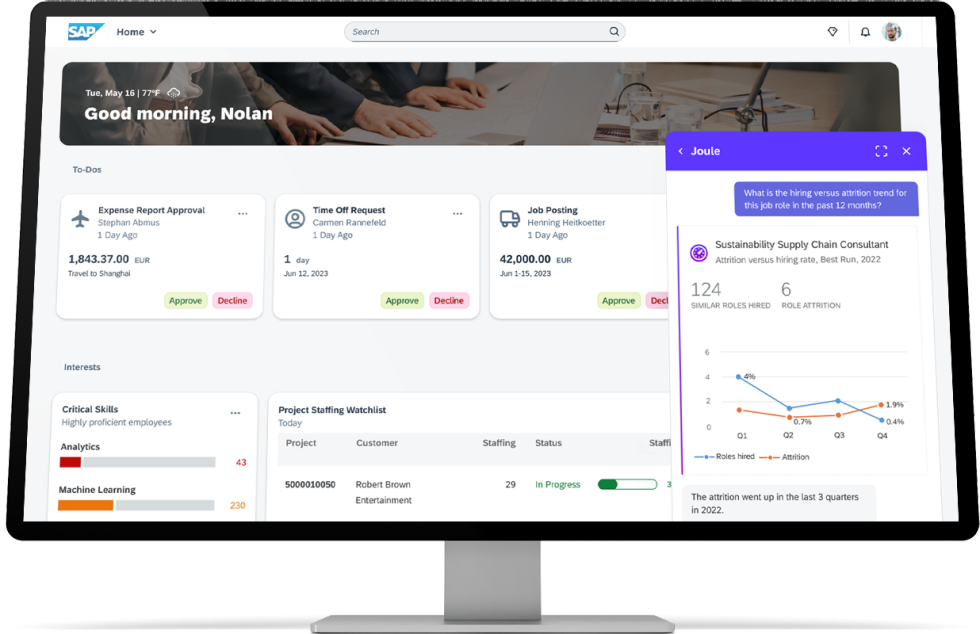 SAP Home
Search
Tue, May 16 | 77°F
Good morning, Nolan
To-Dos
Expense Report Approval
Stephan Abmus
1 Day Ago
1,843.37.00 EUR
Travel to Shanghai
Approve Decline
Time Off Request
Carmen Rannefeld
1 Day Ago
1 day
Jun 12, 2023
Approve Decline
Job Posting
Henning Heitkoetter
1 Day Ago
42,000.00 EUR
Jun 1-15, 2023
Approve
Interests
Critical Skills
Highly proficient employees
Analytics
43
Machine Learning
230
Project Staffing Watchlist
Today
Project Customer Staffing Status
5000010050 Robert Brown 29 In Progress
Entertainment
Joule
What is the hiring versus attrition trend for
this job role in the past 12 months?
Sustainability Supply Chain Consultant
Attrition versus hiring rate, Best Run, 2022
124 6
SIMILAR ROLES HIRED ROLE ATTRITION
6
4 4%
2 1.9%
0.7% 0.4%
0
Q1 Q2 Q3 Q4
Roles hired Attrition
The attrition went up in the last 3 quarters
in 2022.